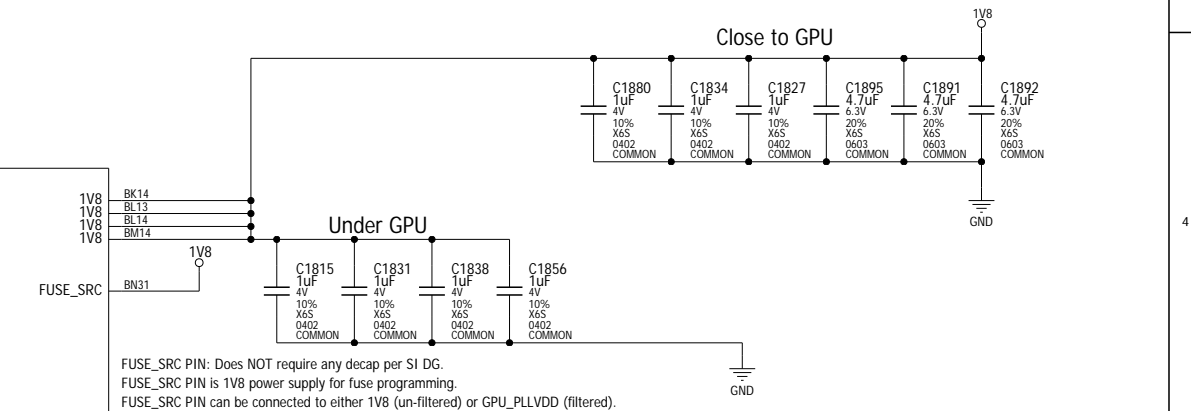 1V8
Close to GPU
C1880
1uF
4V
10%
X6S
0402
COMMON
C1834
1uF
4V
10%
X6S
0402
COMMON
C1827
1uF
4V
10%
X6S
0402
COMMON
C1895
4.7uF
6.3V
20%
X6S
0603
COMMON
C1891
4.7uF
6.3V
20%
X6S
0603
COMMON
C1892
4.7uF
6.3V
20%
X6S
0603
COMMON
GND
4
1V8 BK14
1V8 BL13
1V8 BL14
1V8 BM14
1V8
FUSE_SRC BN31
Under GPU
C1815
1uF
4V
10%
X6S
0402
COMMON
C1831
1uF
4V
10%
X6S
0402
COMMON
C1838
1uF
4V
10%
X6S
0402
COMMON
C1856
1uF
4V
10%
X6S
0402
COMMON
GND
FUSE_SRC PIN: Does NOT require any decap per SI DG.
FUSE_SRC PIN is 1V8 power supply for fuse programming.
FUSE_SRC PIN can be connected to either 1V8 (un-filtered) or GPU_PLLVDD (filtered).